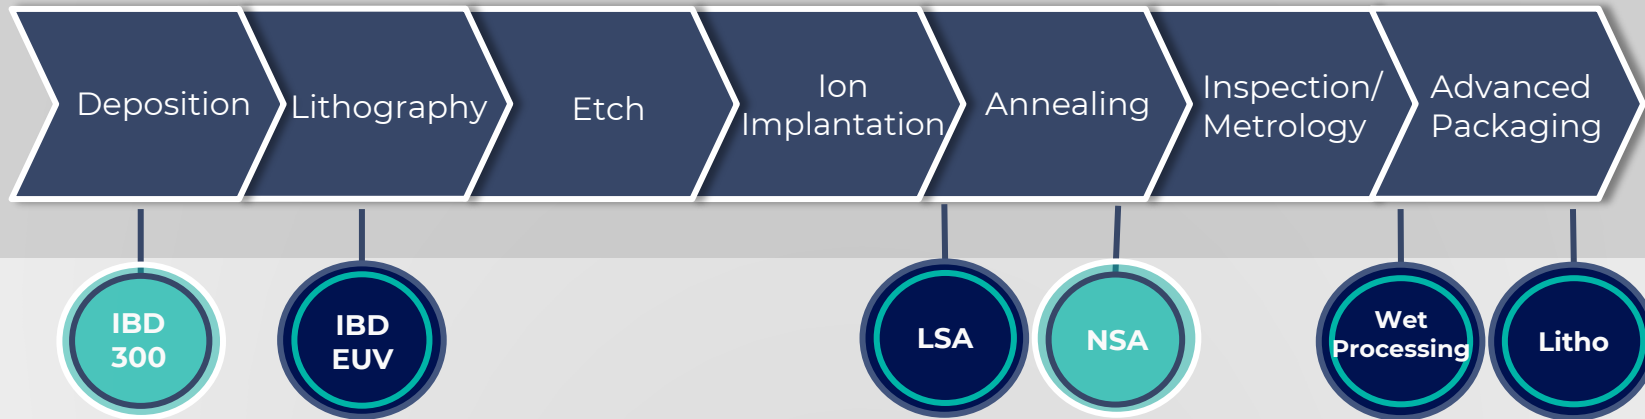 Deposition
Lithography
Etch
Ion
Implantation
Annealing
Inspection/
Metrology
Advanced
Packaging
IBD
300
IBD
EUV
LSA
NSA
Wet
Processing
Litho